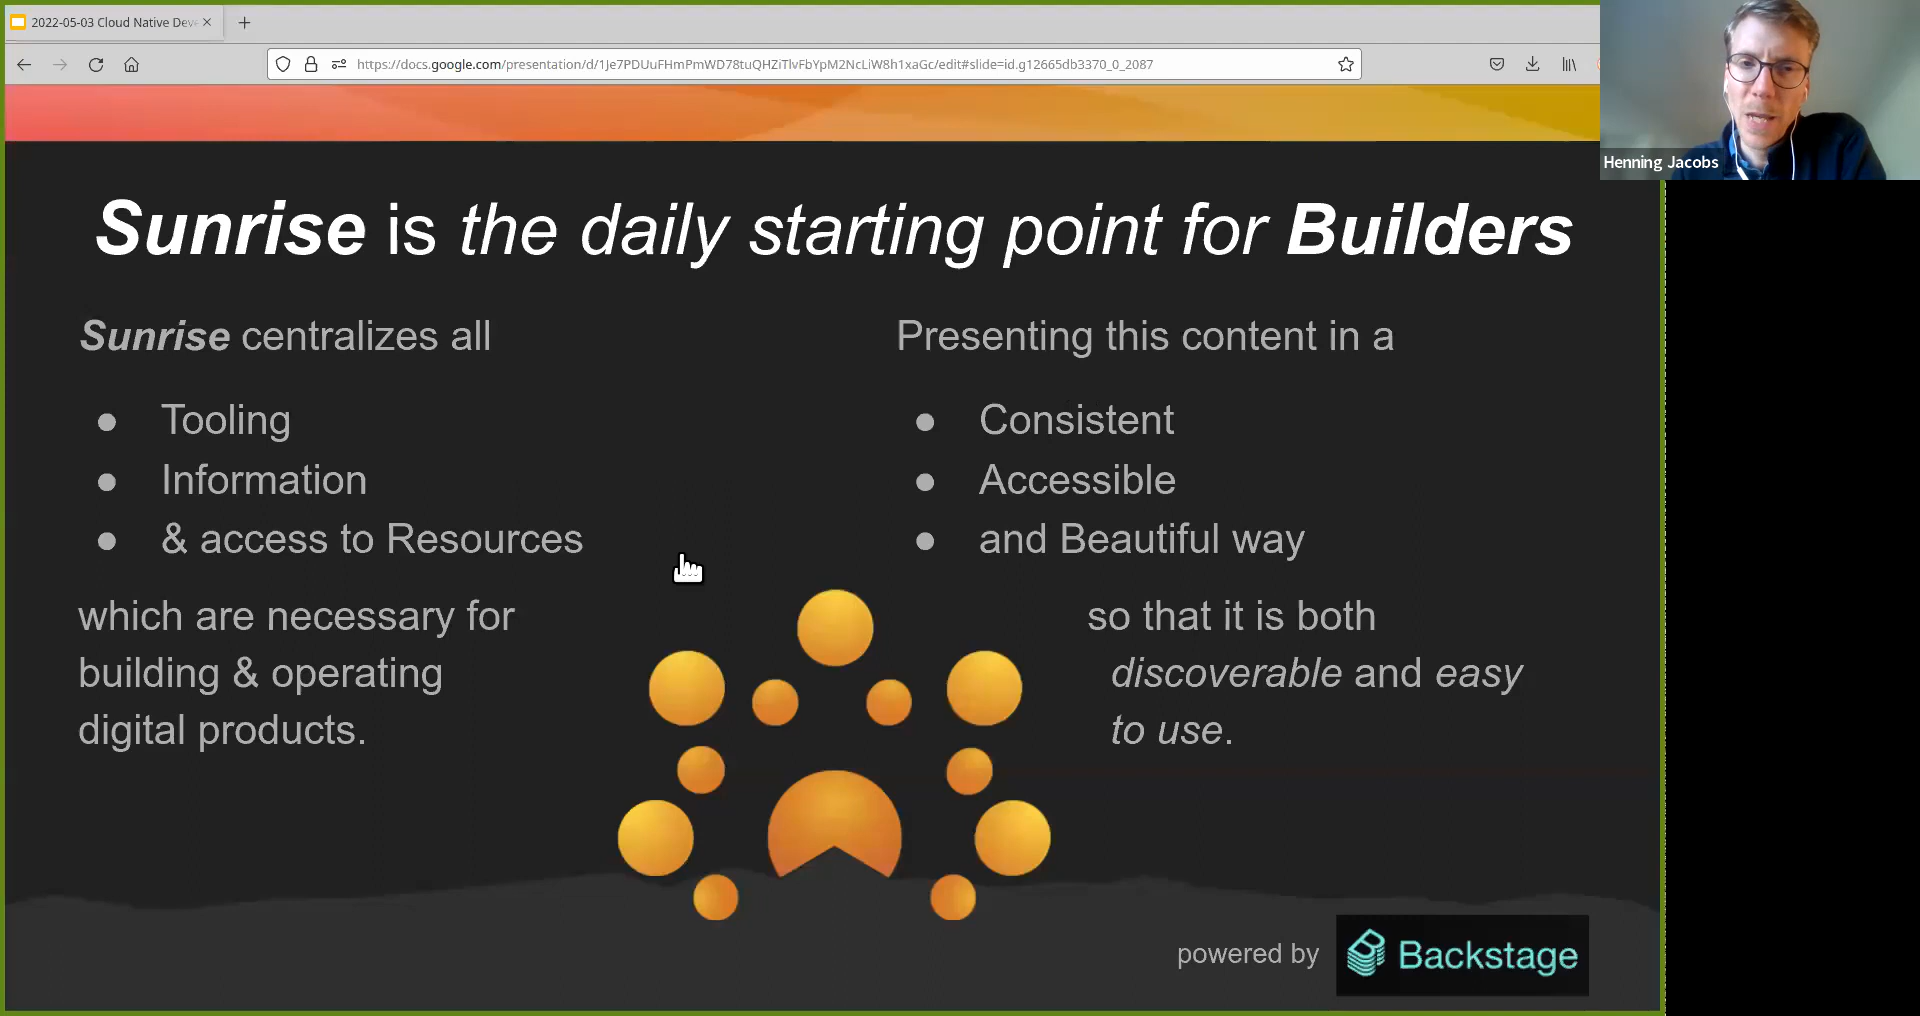 2022-05-03 Cloud Native Deve
https://docs.google.com/presentation/d/1Je7PDUuFHmPmWD78tuQHZiTlvFbYpM2NcLiW8h1xaGc/edit#slide=id.g12665db3370_0_2087
Henning Jacobs
Sunrise is the daily starting point for Builders
Sunrise centralizes all
● Tooling
● Information
● & access to Resources
which are necessary for
building & operating
digital products.
Presenting this content in a
● Consistent
● Accessible
● and Beautiful way
so that it is both
discoverable and easy
to use.
powered by Backstage